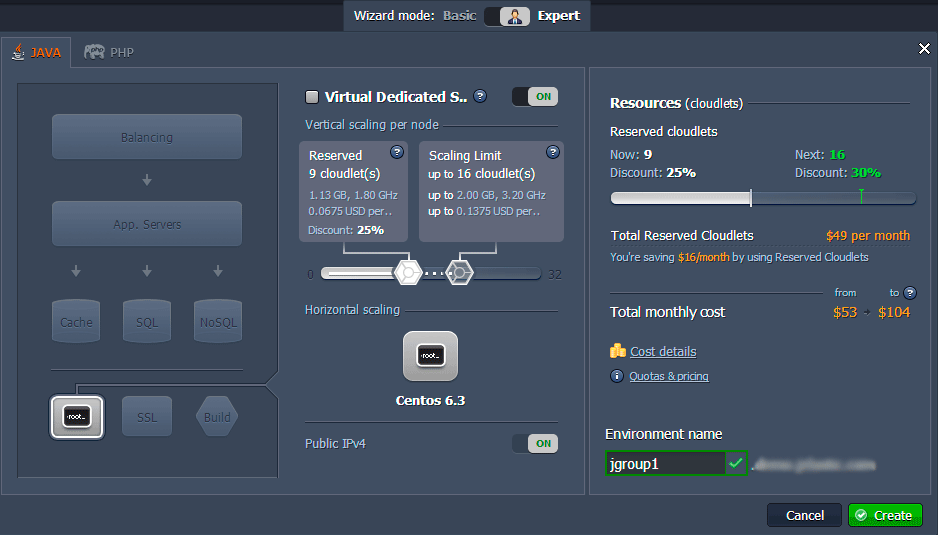 Wizard mode: Basic Expert
JAVA PHP
Balancing
App. Servers
Cache SQL NoSQL
root_ SSL Build
Virtual Dedicated S.. ? ON
Vertical scaling per node
Reserved ?
9 cloudlet(s)
1.13 GB, 1.80 GHz
0.0675 USD per..
Discount: 25%
Scaling Limit ?
up to 16 cloudlet(s)
up to 2.00 GB, 3.20 GHz
up to 0.1375 USD per..
0 32
Horizontal scaling
root_
Centos 6.3
Public IPv4 ON
Resources (cloudlets)
Reserved cloudlets
Now: 9 Next: 16
Discount: 25% Discount: 30%
Total Reserved Cloudlets $49 per month
You're saving $16/month by using Reserved Cloudlets
from to ?
Total monthly cost $53 - $104
Cost details
Quotas & pricing
Environment name
jgroup1
Cancel Create